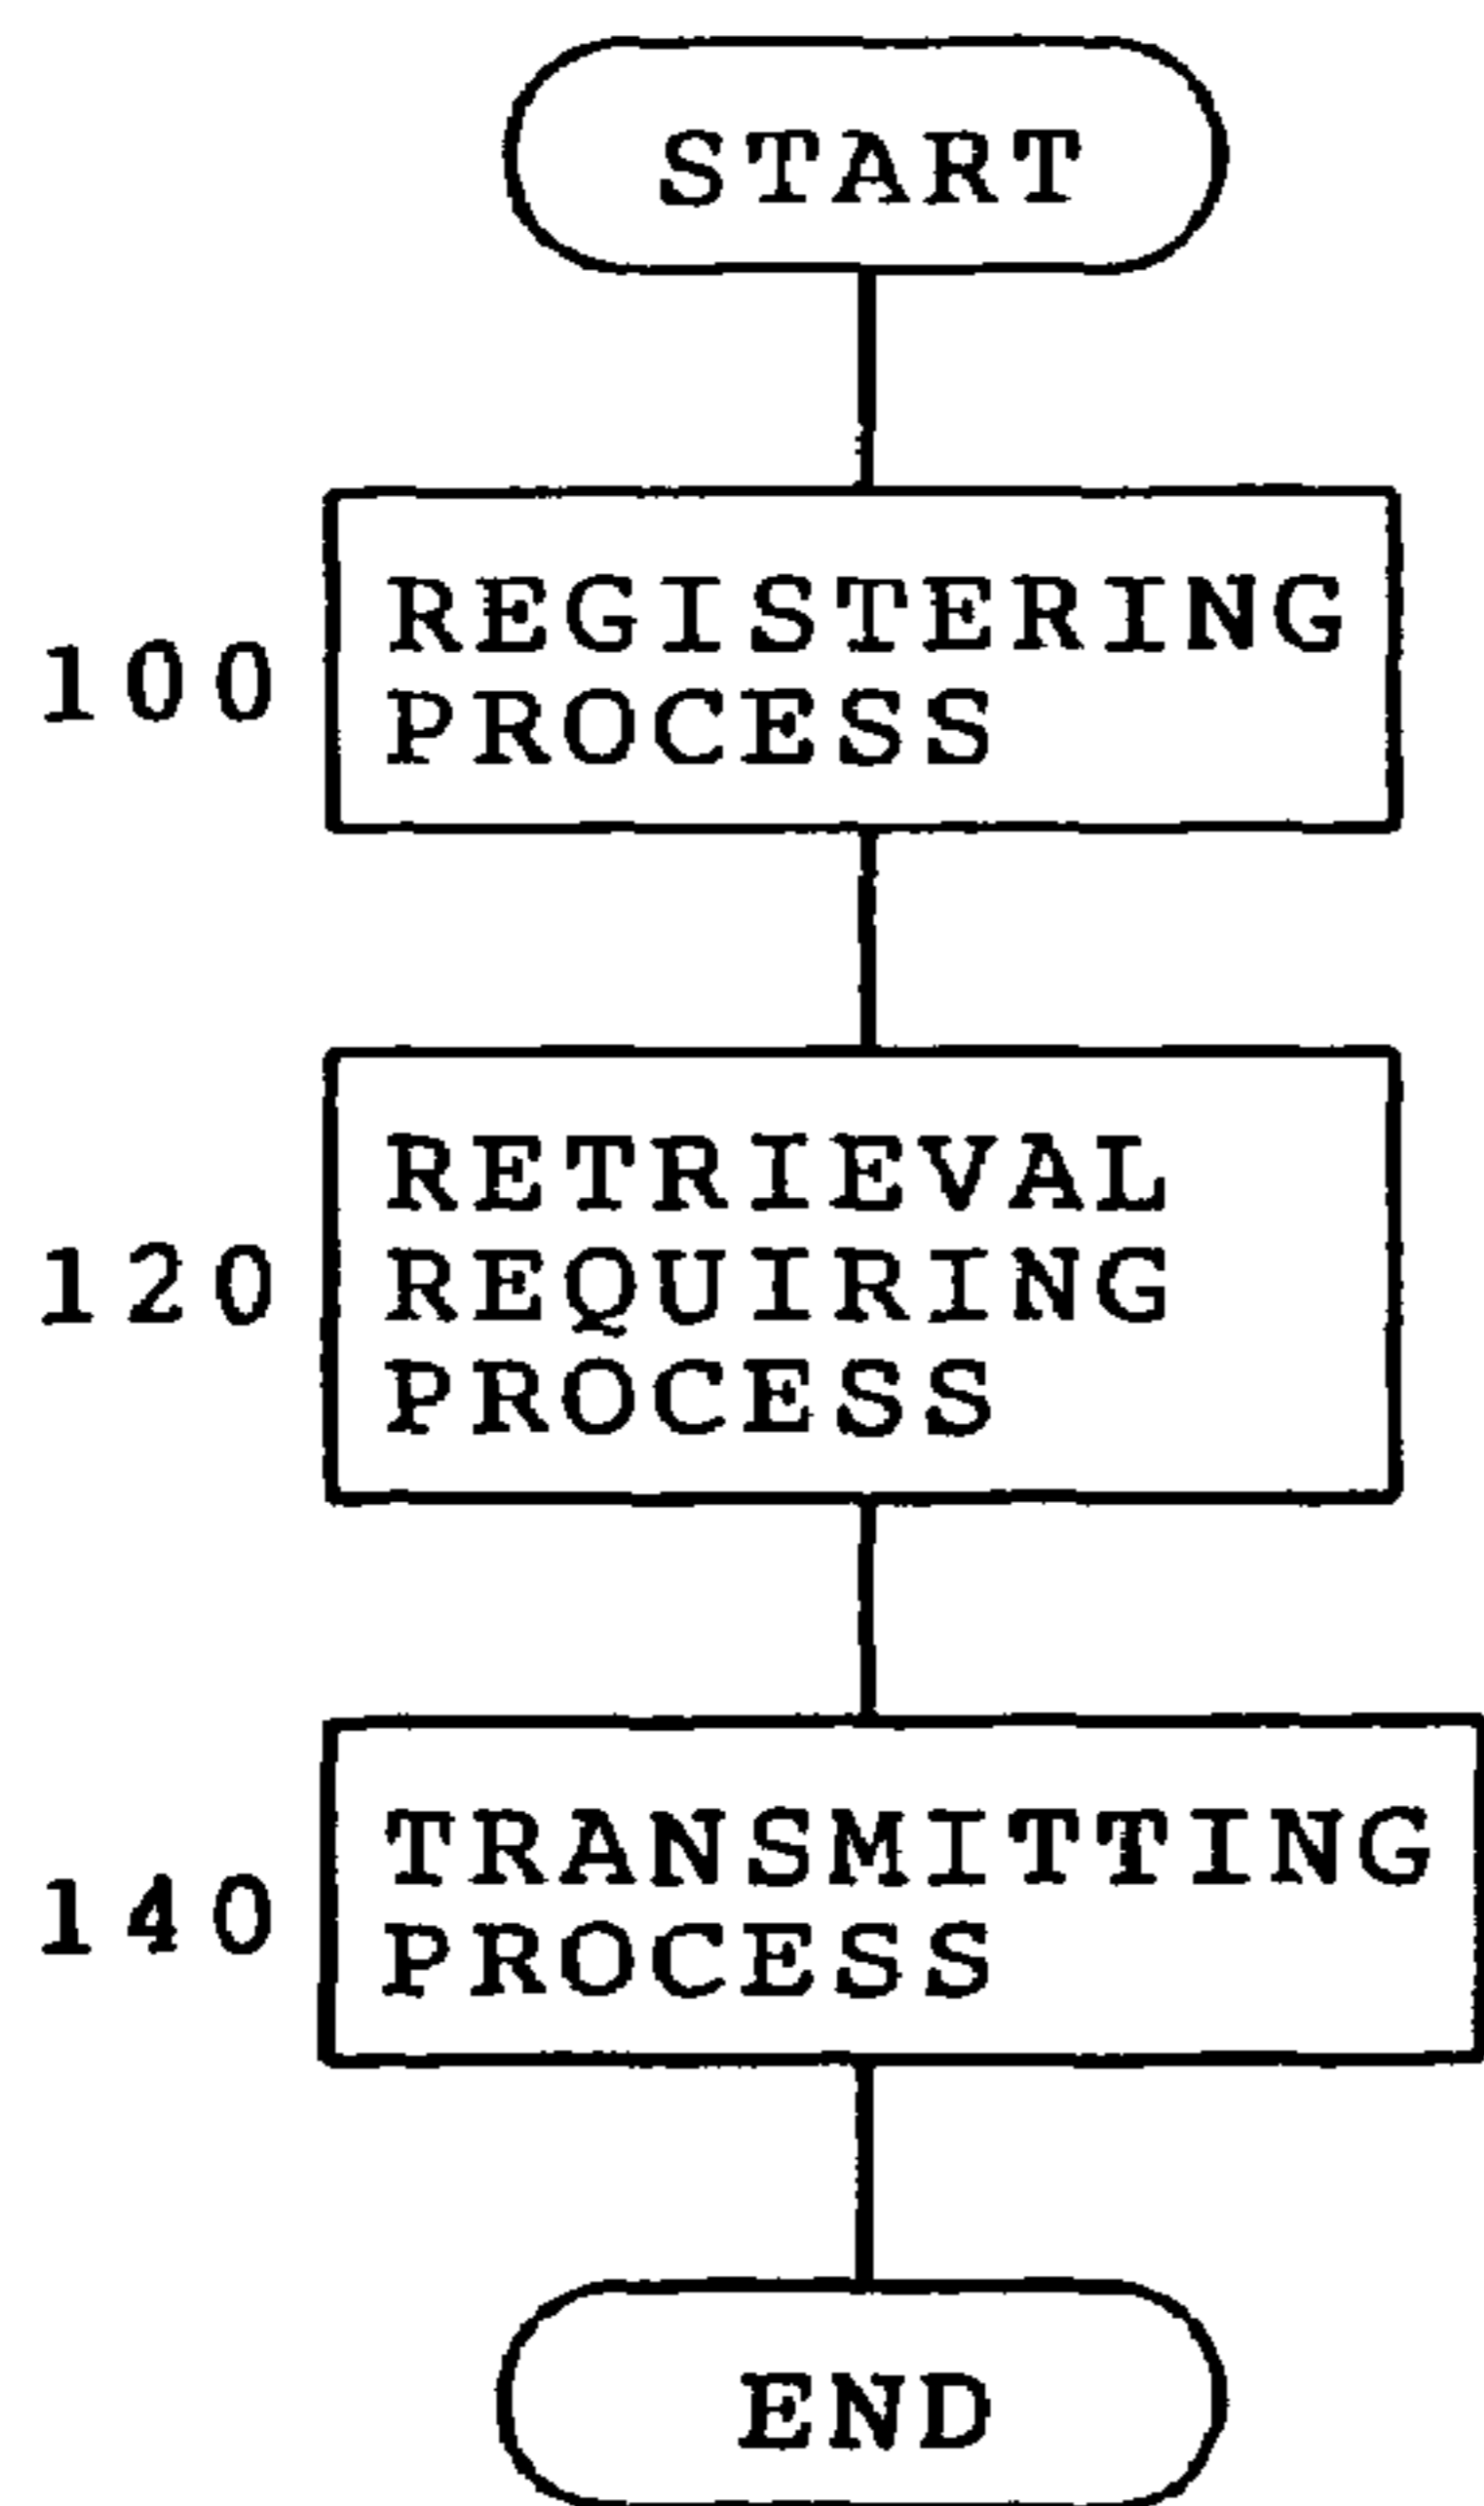 START
REGISTERING
100
PROCESS
RETRIEVAL
120 REQUIRING
PROCESS
TRANSMITTING
140
PROCESS
END